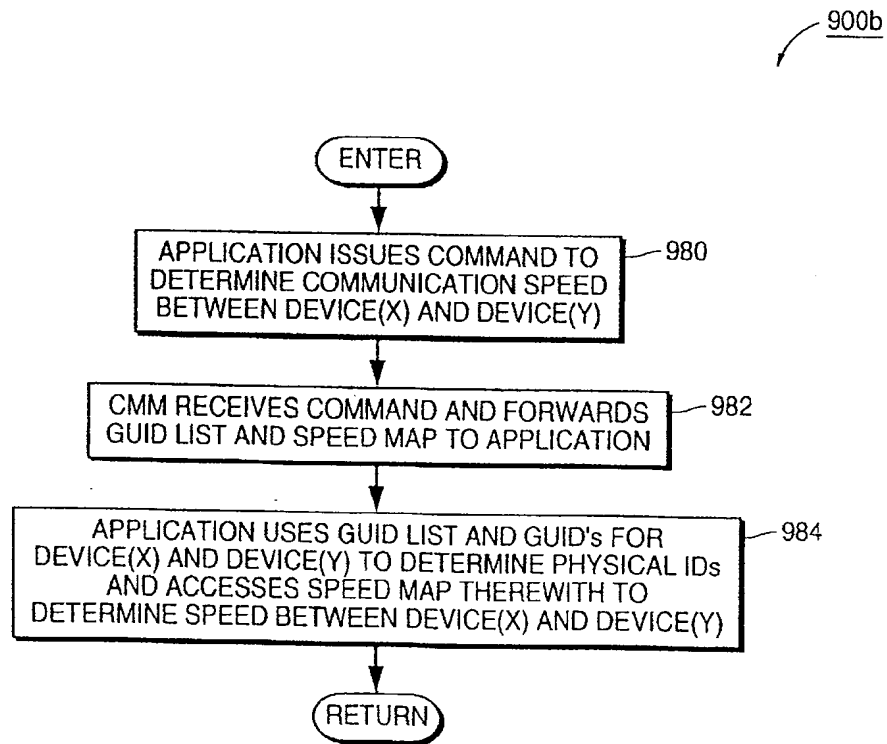 900b
ENTER
APPLICATION ISSUES COMMAND TO
DETERMINE COMMUNICATION SPEED
BETWEEN DEVICE(X) AND DEVICE(Y)
980
CMM RECEIVES COMMAND AND FORWARDS
GUID LIST AND SPEED MAP TO APPLICATION
982
APPLICATION USES GUID LIST AND GUID's FOR
DEVICE(X) AND DEVICE(Y) TO DETERMINE PHYSICAL IDs
AND ACCESSES SPEED MAP THEREWITH TO
DETERMINE SPEED BETWEEN DEVICE(X) AND DEVICE(Y)
984
RETURN